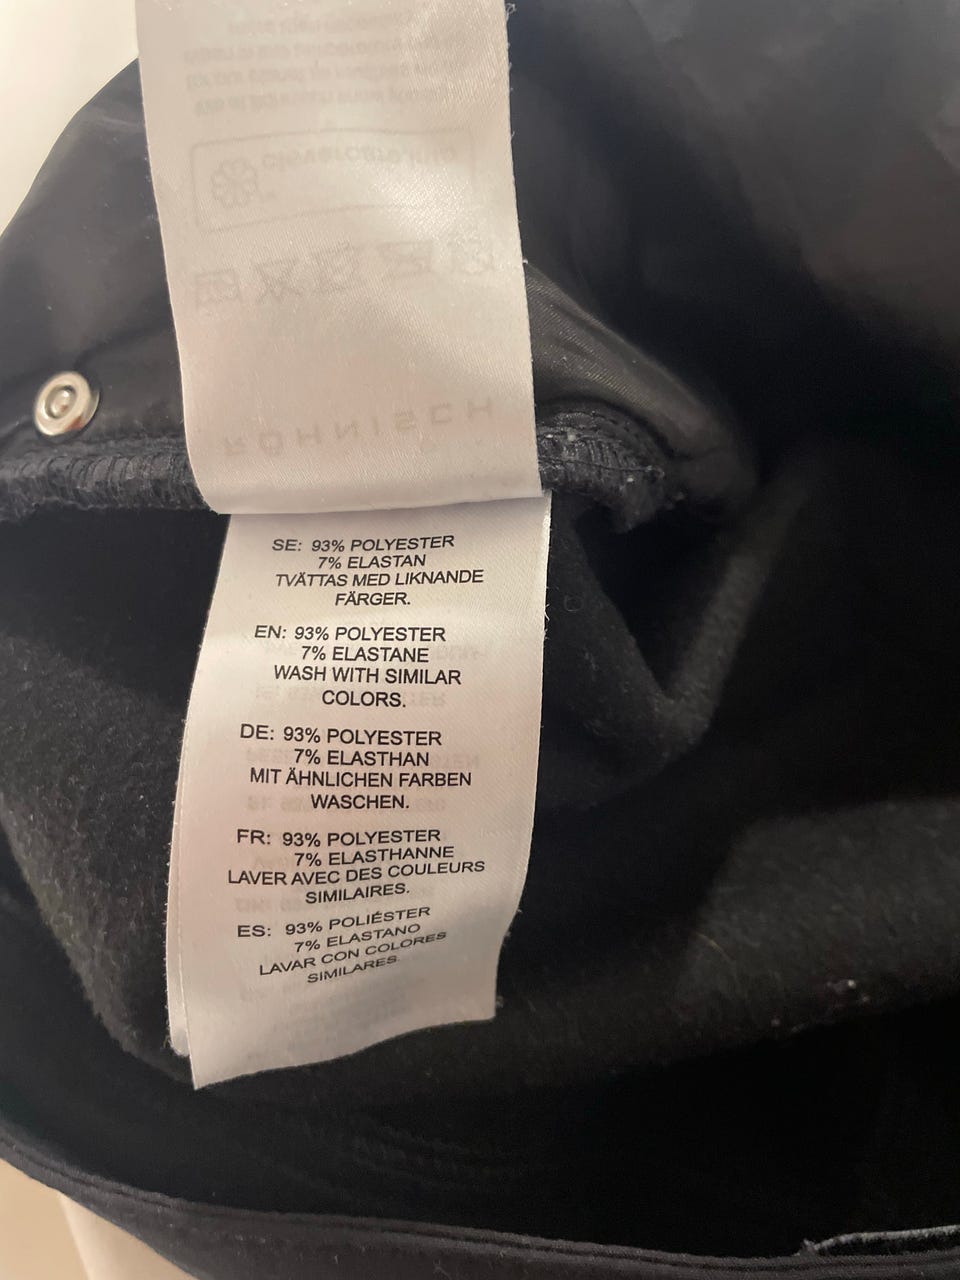 clevercare.info
RÖHNISCH
SE: 93% POLYESTER
7% ELASTAN
TVÄTTAS MED LIKNANDE
FÄRGER.
EN: 93% POLYESTER
7% ELASTANE
WASH WITH SIMILAR
COLORS.
DE: 93% POLYESTER
7% ELASTHAN
MIT ÄHNLICHEN FARBEN
WASCHEN.
FR: 93% POLYESTER
7% ELASTHANNE
LAVER AVEC DES COULEURS
SIMILAIRES.
ES: 93% POLIÉSTER
7% ELASTANO
LAVAR CON COLORES
SIMILARES.